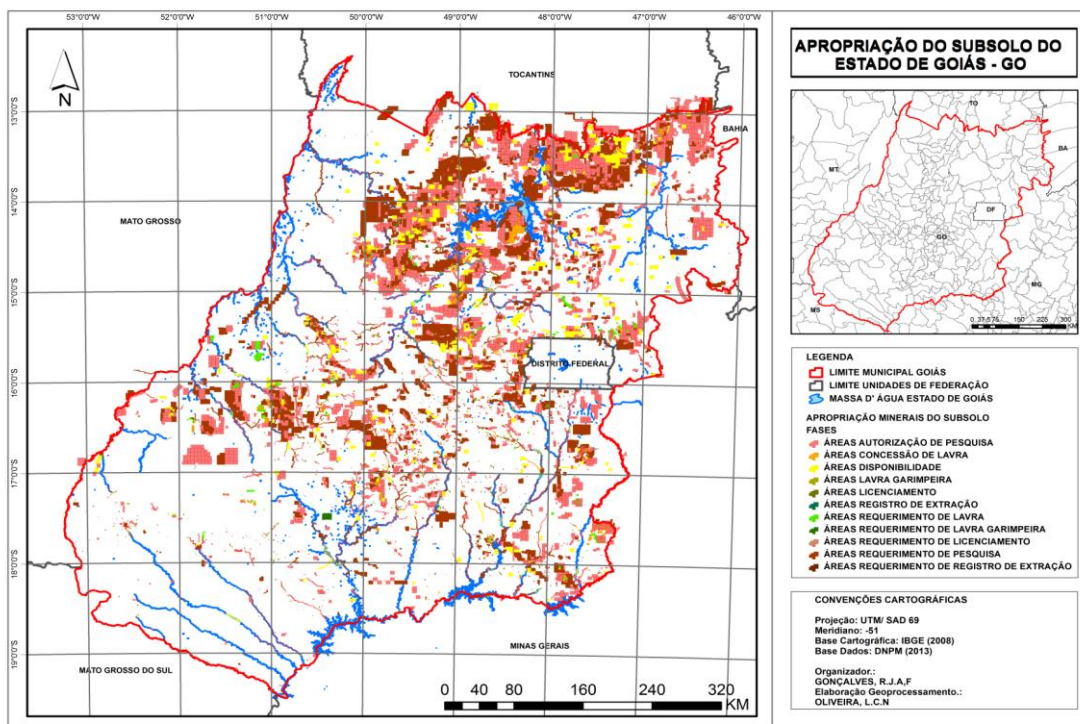 53°0'0"W 52°0'0"W 51°0'0"W 50°0'0"W 49°0'0"W 48°0'0"W 47°0'0"W 46°0'0"W
N
TOCANTINS
BAHIA
MATO GROSSO
DISTRITO FEDERAL
MINAS GERAIS
MATO GROSSO DO SUL
13°0'0"S
14°0'0"S
15°0'0"S
16°0'0"S
17°0'0"S
18°0'0"S
19°0'0"S
0 40 80 160 240 320
KM
APROPRIAÇÃO DO SUBSOLO DO
ESTADO DE GOIÁS - GO
TO
BA
MT
DF
GO
MG
MS
150 225 300
KM
LEGENDA
LIMITE MUNICIPAL GOIÁS
LIMITE UNIDADES DE FEDERAÇÃO
MASSA D' ÁGUA ESTADO DE GOIÁS
APROPRIAÇÃO MINERAIS DO SUBSOLO
FASES
ÁREAS AUTORIZAÇÃO DE PESQUISA
ÁREAS CONCESSÃO DE LAVRA
ÁREAS DISPONIBILIDADE
ÁREAS LAVRA GARIMPEIRA
ÁREAS LICENCIAMENTO
ÁREAS REGISTRO DE EXTRAÇÃO
ÁREAS REQUERIMENTO DE LAVRA
ÁREAS REQUERIMENTO DE LAVRA GARIMPEIRA
ÁREAS REQUERIMENTO DE LICENCIAMENTO
ÁREAS REQUERIMENTO DE PESQUISA
ÁREAS REQUERIMENTO DE REGISTRO DE EXTRAÇÃO
CONVENÇÕES CARTOGRÁFICAS
Projeção: UTM/ SAD 69
Meridiano: -51
Base Cartográfica: IBGE (2008)
Base Dados: DNPM (2013)
Organizador.:
GONÇALVES, R.J.A,F
Elaboração Geoprocessamento.:
OLIVEIRA, L.C.N